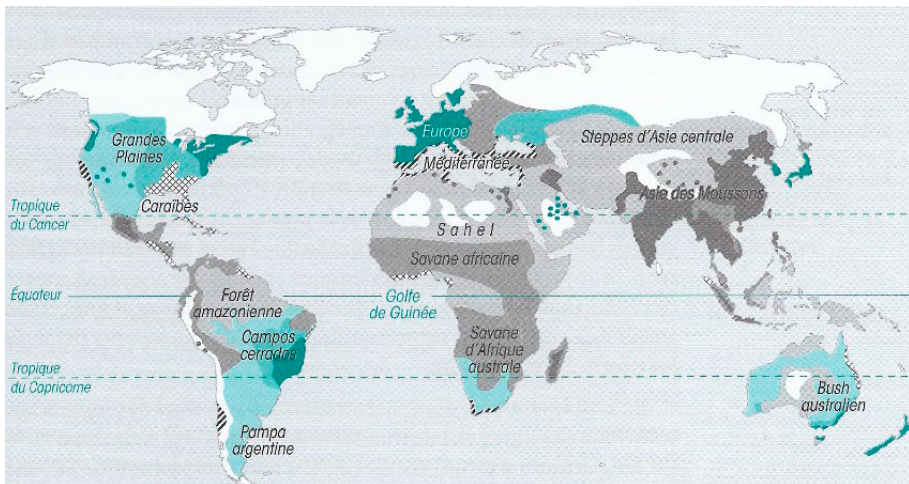 Grandes
Plaines
Europe
Steppes d'Asie centrale
Méditerranée
Asie des Moussons
Tropique
du Cancer
Caraïbes
Sahel
Savane africaine
Équateur
Forêt
amazonienne
Golfe
de Guinée
Campos
cerrados
Savane
d'Afrique
australe
Tropique
du Capricorne
Bush
australien
Pampa
argentine